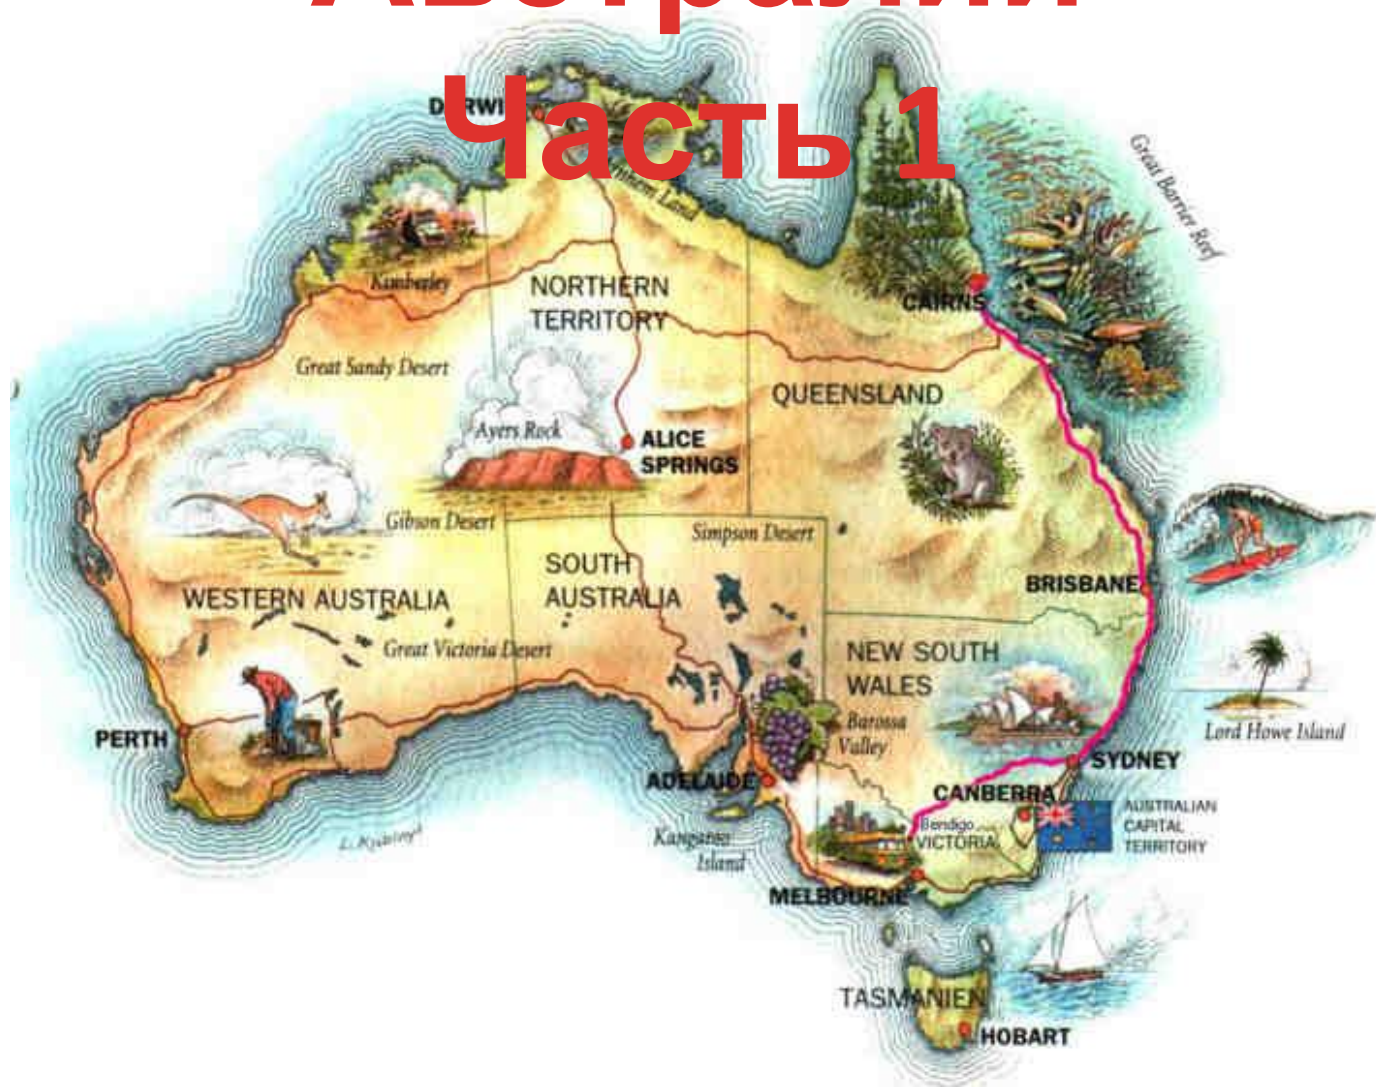 Австралии
Часть 1
Great Barrier Reef
Kimberley
CAIRNS
NORTHERN
TERRITORY
Great Sandy Desert
QUEENSLAND
Ayers Rock
ALICE
SPRINGS
Gibson Desert
Simpson Desert
SOUTH
AUSTRALIA
BRISBANE
WESTERN AUSTRALIA
Great Victoria Desert
NEW SOUTH
WALES
Barossa
Valley
Lord Howe Island
PERTH
SYDNEY
ADELAIDE
CANBERRA
AUSTRALIAN
CAPITAL
TERRITORY
Bendigo
VICTORIA
Kangaroo
Island
MELBOURNE
TASMANIEN
HOBART